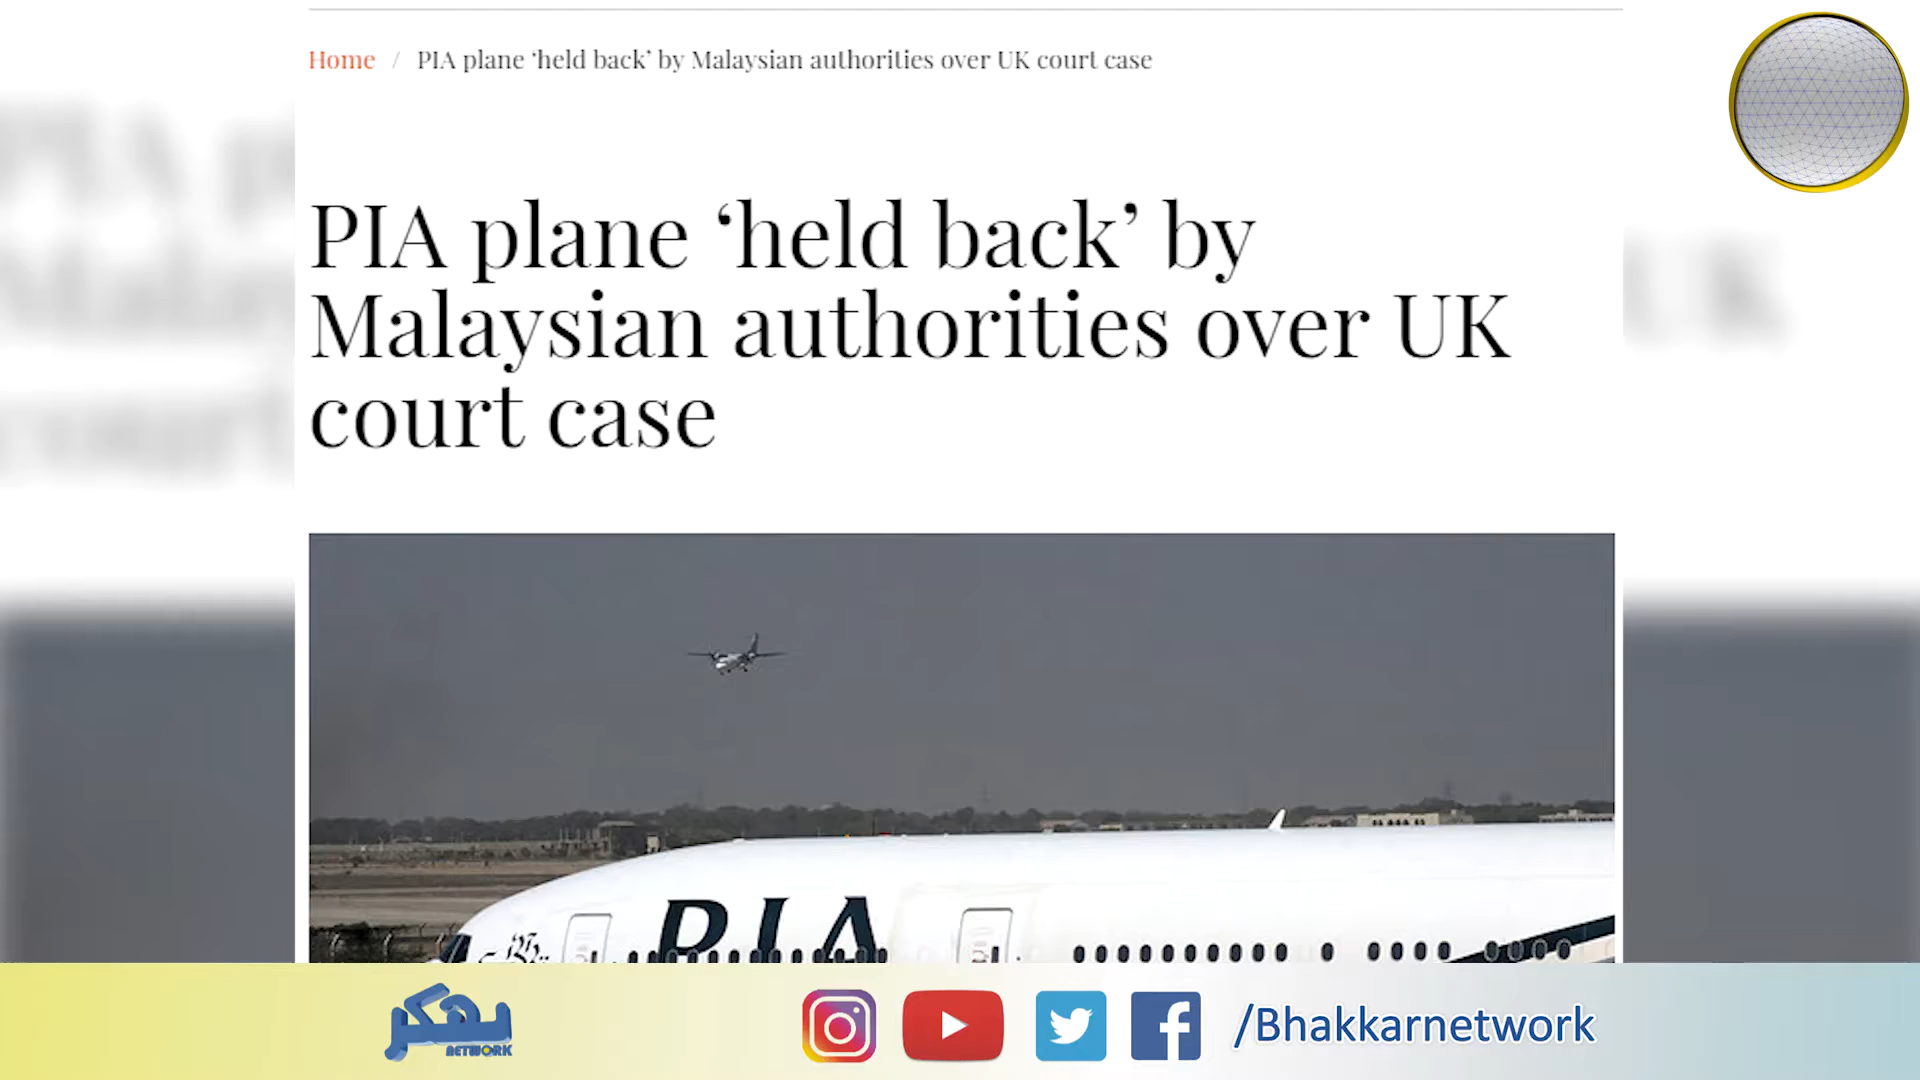 Home / PIA plane ‘held back’ by Malaysian authorities over UK court case
PIA plane ‘held back’ by
Malaysian authorities over UK
court case
PIA
بھکر
NETWORK
/Bhakkarnetwork